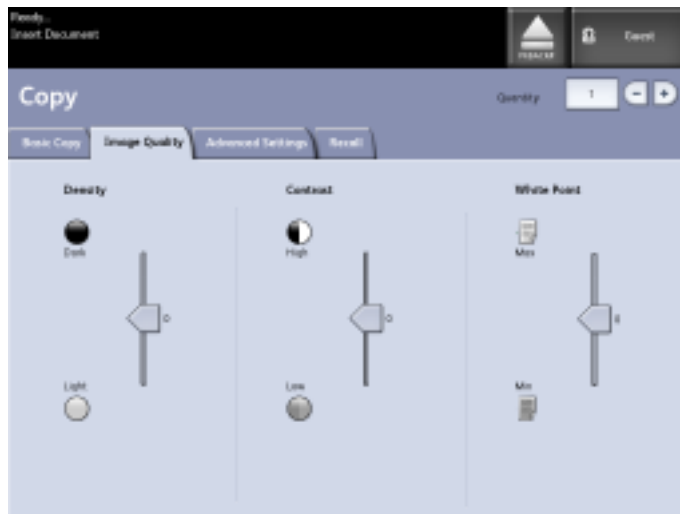 Ready...
Insert Document
Guest
Copy
Quantity
1
Basic Copy
Image Quality
Advanced Settings
Recall
Density
Contrast
White Point
Dark
High
Max
0
0
Light
Low
Min